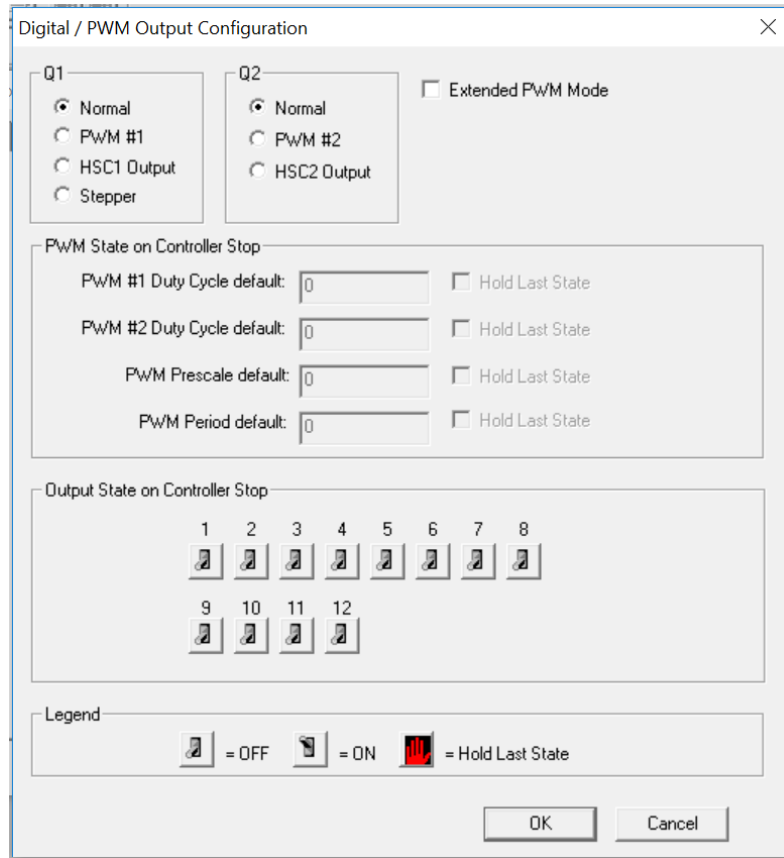 Digital / PWM Output Configuration
Q1
Normal
PWM #1
HSC1 Output
Stepper
Q2
Normal
PWM #2
HSC2 Output
Extended PWM Mode
PWM State on Controller Stop
PWM #1 Duty Cycle default: 0 Hold Last State
PWM #2 Duty Cycle default: 0 Hold Last State
PWM Prescale default: 0 Hold Last State
PWM Period default: 0 Hold Last State
Output State on Controller Stop
1 2 3 4 5 6 7 8
9 10 11 12
Legend
= OFF = ON = Hold Last State
OK Cancel